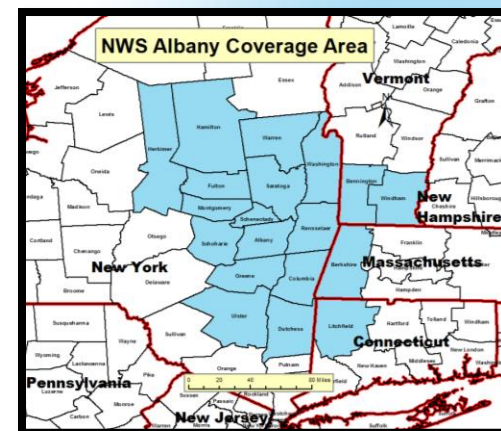 NWS Albany Coverage Area
Lamoille
Caledonia
Essex
Jefferson
Washington
Addison
Vermont
Orange
Grafton
Lewis
Hamilton
Warren
Rutland
Windsor
Herkimer
Washington
Sullivan
Oneida
Fulton
Saratoga
Bennington
Windham
New
Hampshire
Cheshire
Madison
Montgomery
Schenectady
Rensselaer
Cortland
Chenango
Otsego
Schoharie
Albany
Franklin
New York
Massachusetts
Berkshire
Delaware
Greene
Columbia
Hampden
Broome
Ulster
Susquehanna
Sullivan
Dutchess
Litchfield
Hartford
Tolland
Windham
Wayne
Connecticut
Wyoming
Lackawanna
Orange
Putnam
New Haven
Middlesex
New London
Pennsylvania
Pike
0 20 40 80 Miles
Luzerne
Monroe
Sussex
Passaic
Rockland
Carbon
Warren
New Jersey
Suffolk